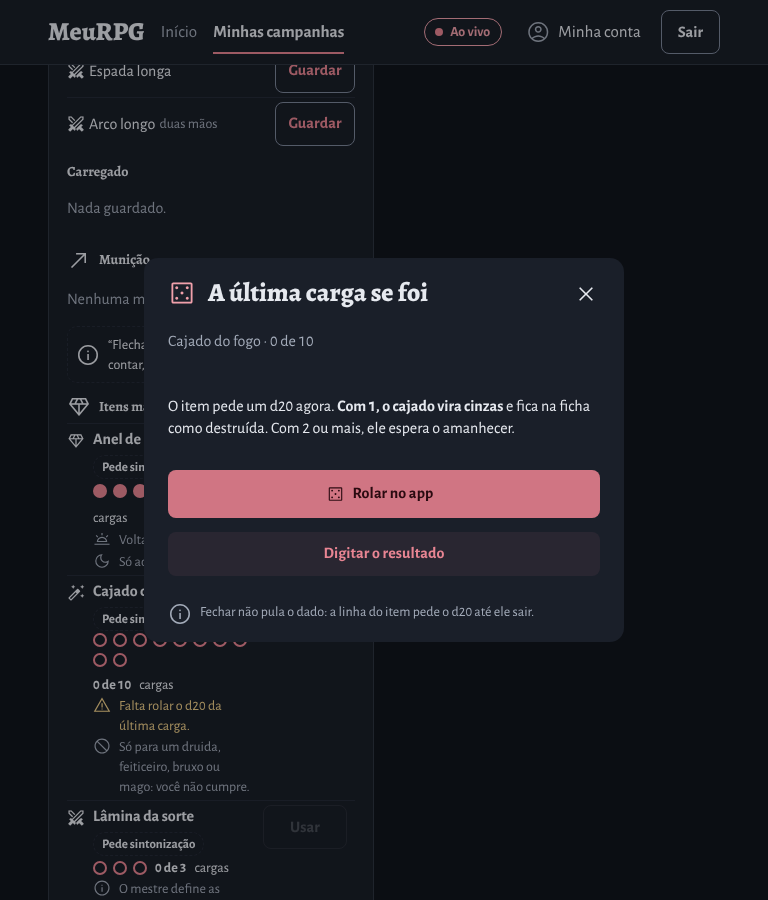 MeuRPG Início Minhas campanhas Ao vivo Minha conta Sair
Espada longa Guardar
Arco longo duas mãos Guardar
Carregado
Nada guardado.
Munição
Nenhuma m
“Flecha
contar,
Itens má
Anel de
Pede sin
cargas
Volta
Só ao
A última carga se foi
Cajado do fogo · 0 de 10
O item pede um d20 agora. Com 1, o cajado vira cinzas e fica na ficha
como destruída. Com 2 ou mais, ele espera o amanhecer.
Rolar no app
Digitar o resultado
Fechar não pula o dado: a linha do item pede o d20 até ele sair.
Cajado d
Pede sin
0 de 10 cargas
Falta rolar o d20 da
última carga.
Só para um druida,
feiticeiro, bruxo ou
mago: você não cumpre.
Lâmina da sorte Usar
Pede sintonização
0 de 3 cargas
O mestre define as